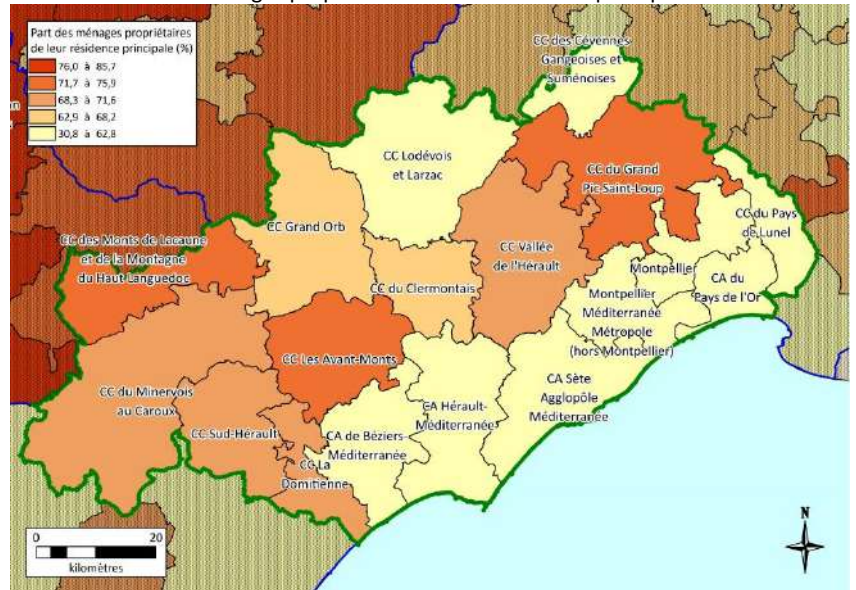 Part des ménages propriétaires
de leur résidence principale (%)
76,0 à 85,7
71,7 à 75,9
68,3 à 71,6
62,9 à 68,2
30,8 à 62,8
CC des Cévennes
Gangeoises et
Suménoises
CC Lodévois
et Larzac
CC du Grand
Pic Saint-Loup
CC du Pays
de Lunel
CC Grand Orb
CC des Monts de Lacaune
et de la Montagne
du Haut Languedoc
CC Vallée
de l'Hérault
CC du Clermontais
Montpellier
CA du
Pays de l'Or
Montpellier
Méditerranée
Métropole
(hors Montpellier)
CC Les Avant-Monts
CC du Minervois
au Caroux
CA Sète
Agglopôle
Méditerranée
CA Hérault-
Méditerranée
CC Sud-Hérault
CA de Béziers-
Méditerranée
CC La
Domitienne
N
0 20
kilomètres